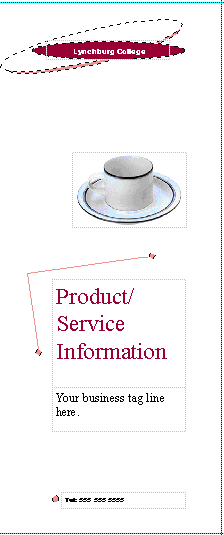 Lynchburg College
Product/
Service
Information
Your business tag line
here.
Tel: 555 555 5555